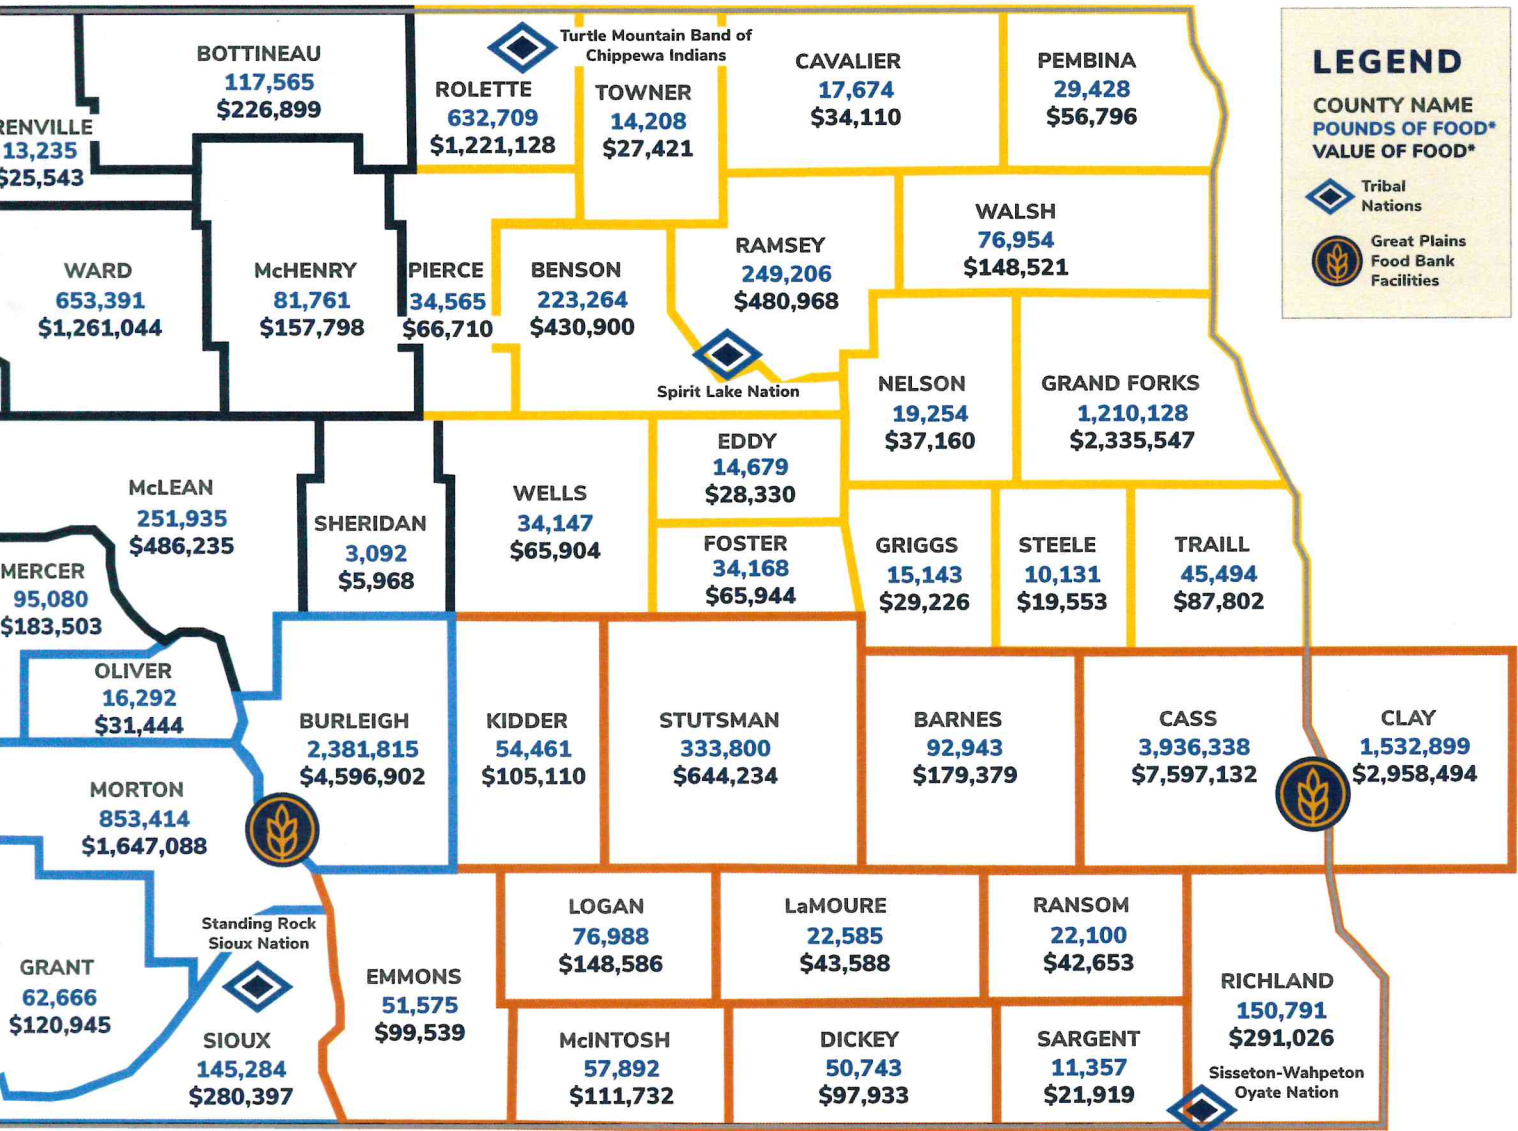 BOTTINEAU
117,565
$226,899
RENVILLE
13,235
$25,543
ROLETTE
632,709
$1,221,128
Turtle Mountain Band of
Chippewa Indians
TOWNER
14,208
$27,421
CAVALIER
17,674
$34,110
PEMBINA
29,428
$56,796
LEGEND
COUNTY NAME
POUNDS OF FOOD*
VALUE OF FOOD*
Tribal
Nations
Great Plains
Food Bank
Facilities
WARD
653,391
$1,261,044
McHENRY
81,761
$157,798
PIERCE
34,565
$66,710
BENSON
223,264
$430,900
RAMSEY
249,206
$480,968
Spirit Lake Nation
WALSH
76,954
$148,521
NELSON
19,254
$37,160
GRAND FORKS
1,210,128
$2,335,547
McLEAN
251,935
$486,235
SHERIDAN
3,092
$5,968
WELLS
34,147
$65,904
EDDY
14,679
$28,330
FOSTER
34,168
$65,944
GRIGGS
15,143
$29,226
STEELE
10,131
$19,553
TRAILL
45,494
$87,802
MERCER
95,080
$183,503
OLIVER
16,292
$31,444
BURLEIGH
2,381,815
$4,596,902
KIDDER
54,461
$105,110
STUTSMAN
333,800
$644,234
BARNES
92,943
$179,379
CASS
3,936,338
$7,597,132
CLAY
1,532,899
$2,958,494
MORTON
853,414
$1,647,088
Standing Rock
Sioux Nation
GRANT
62,666
$120,945
SIOUX
145,284
$280,397
EMMONS
51,575
$99,539
LOGAN
76,988
$148,586
LaMOURE
22,585
$43,588
RANSOM
22,100
$42,653
McINTOSH
57,892
$111,732
DICKEY
50,743
$97,933
SARGENT
11,357
$21,919
RICHLAND
150,791
$291,026
Sisseton-Wahpeton
Oyate Nation